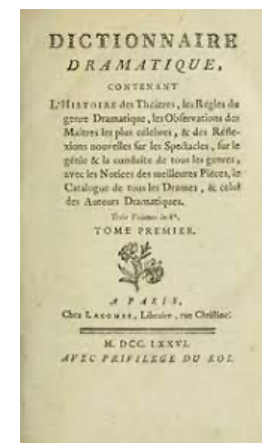 DICTIONNAIRE
DRAMATIQUE,
CONTENANT
L'HISTOIRE des Théâtres, les Règles du
genre Dramatique, les Observations des
Maîtres les plus célèbres, & des Réfle-
xions nouvelles sur les Spectacles, sur le
génie & la conduite de tous les genres,
avec les Notices des meilleures Pièces, le
Catalogue de tous les Drames, & celui
des Auteurs Dramatiques.
Trois Volumes in-8°.
TOME PREMIER.
A PARIS,
Chez LACOMBE, Libraire, rue Christine.
M. DCC. LXXVI.
AVEC PRIVILEGE DU ROI.